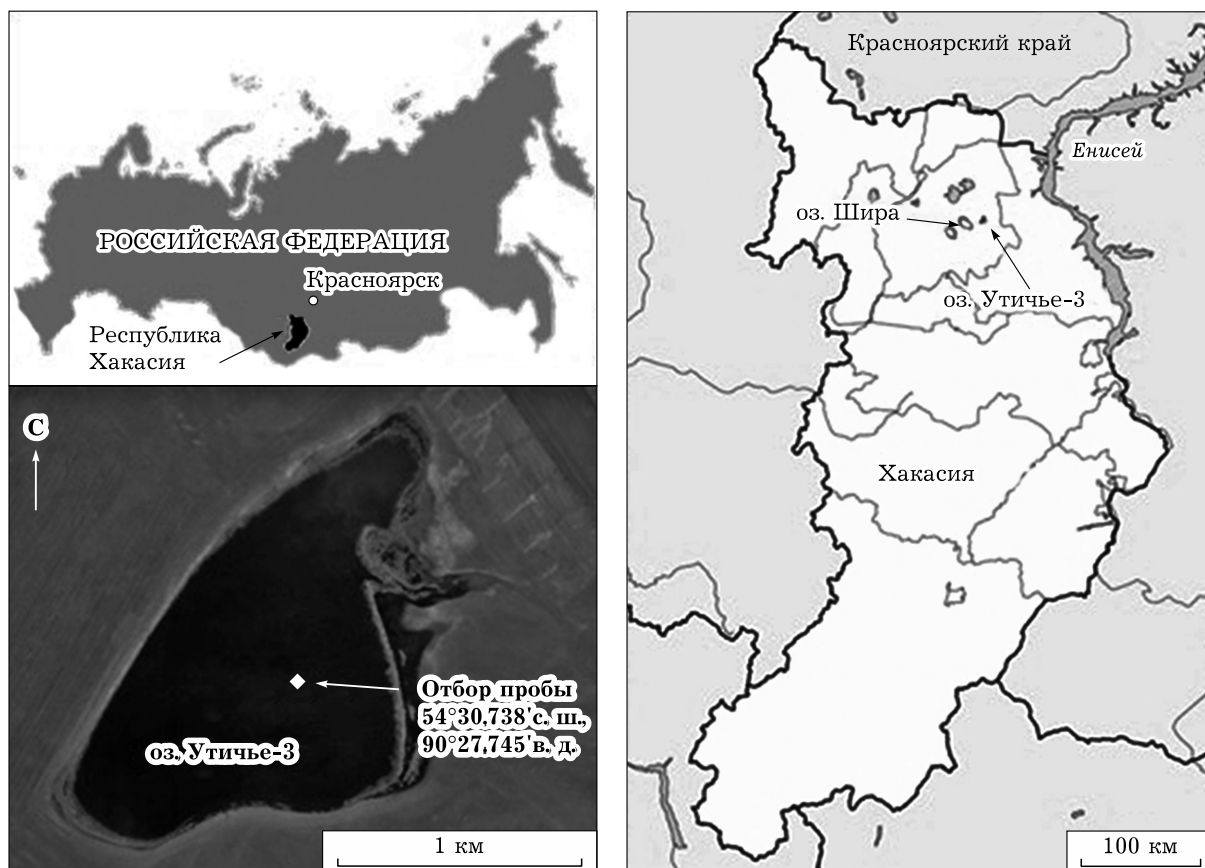 РОССИЙСКАЯ ФЕДЕРАЦИЯ
Красноярск
Республика
Хакасия
С
Отбор пробы
54°30,738′с. ш.,
90°27,745′в. д.
оз. Утичье-3
1 км
Красноярский край
Енисей
оз. Шира
оз. Утичье-3
Хакасия
100 км